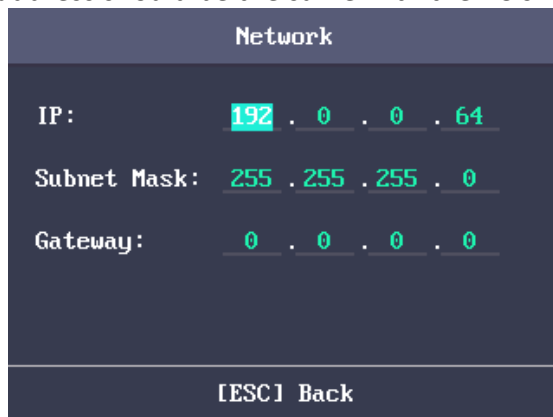 Network
IP: 192 . 0 . 0 . 64
Subnet Mask: 255 . 255 . 255 . 0
Gateway: 0 . 0 . 0 . 0
[ESC] Back